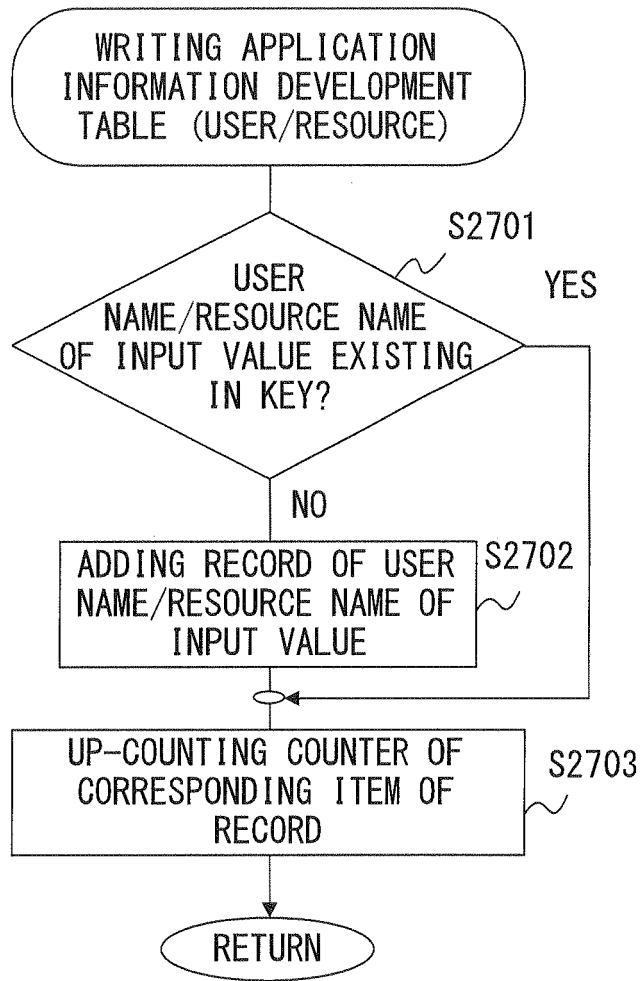 WRITING APPLICATION
INFORMATION DEVELOPMENT
TABLE (USER/RESOURCE)
S2701
USER
NAME/RESOURCE NAME
OF INPUT VALUE EXISTING
IN KEY?
YES
NO
S2702
ADDING RECORD OF USER
NAME/RESOURCE NAME OF
INPUT VALUE
UP-COUNTING COUNTER OF
CORRESPONDING ITEM OF
RECORD
S2703
RETURN